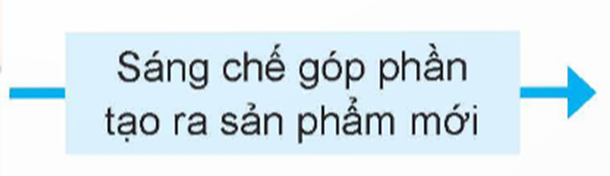 Sáng chế góp phần
tạo ra sản phẩm mới